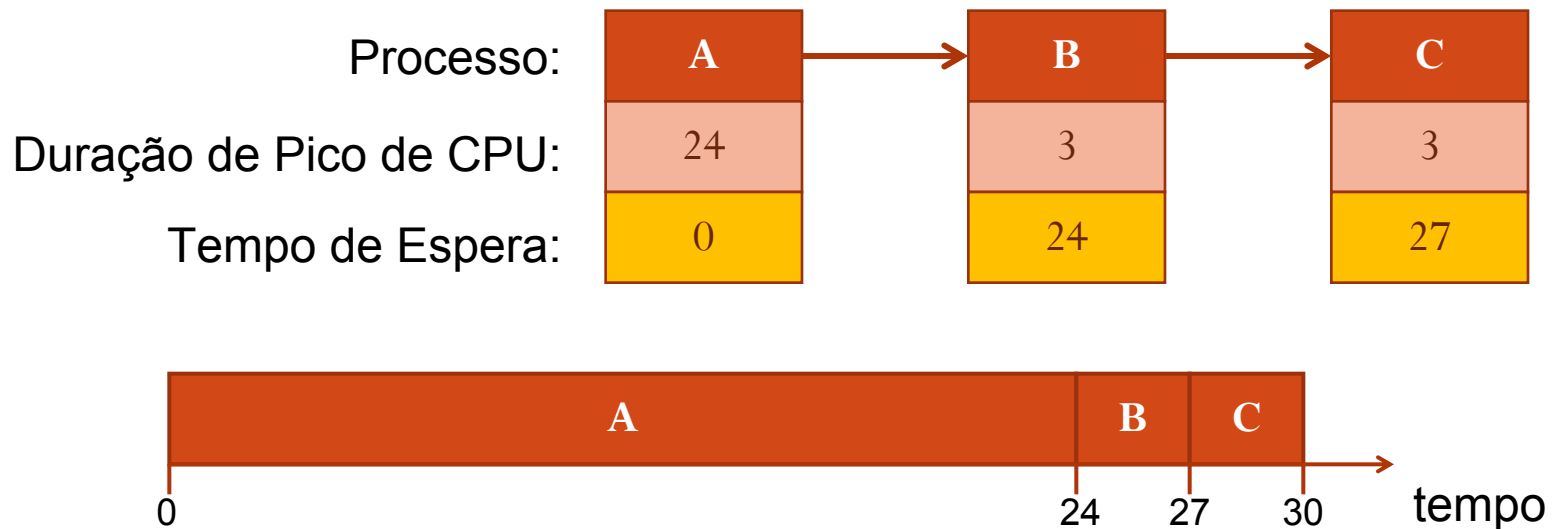 Processo: A B C
Duração de Pico de CPU: 24 3 3
Tempo de Espera: 0 24 27
A B C
0 24 27 30 tempo